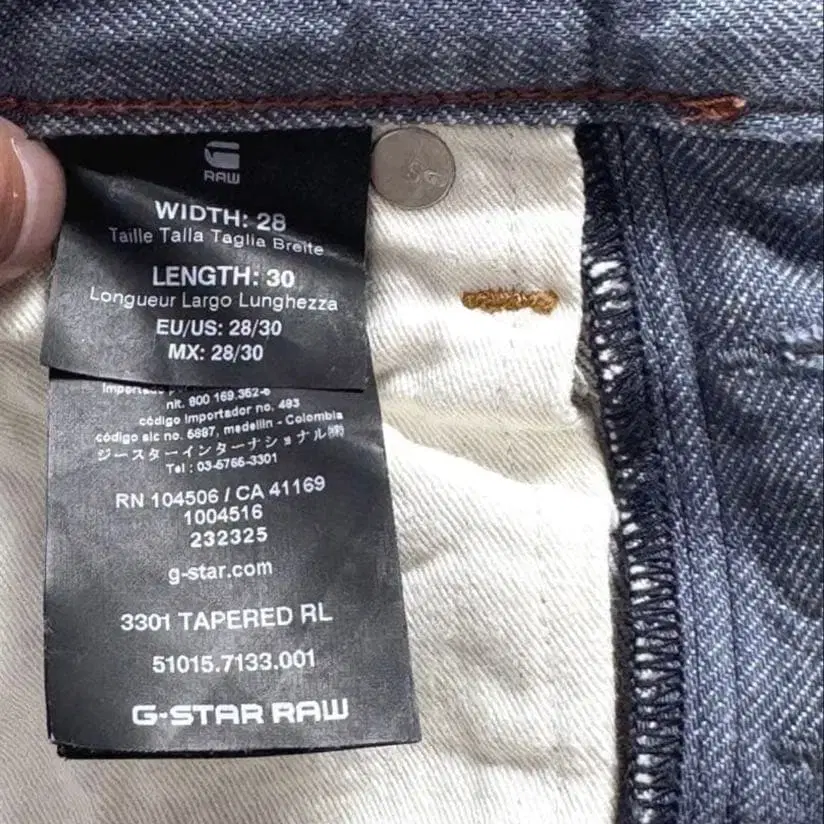 RAW
WIDTH: 28
Taille Talla Taglia Breite
LENGTH: 30
Longueur Largo Lunghezza
EU/US: 28/30
MX: 28/30
nit. 800 169.352-6
código importador no. 493
código sic no. 5897, medellin - Colombia
ジースターインターナショナル㈱
Tel : 03-5765-3301
RN 104506 / CA 41169
1004516
232325
g-star.com
3301 TAPERED RL
51015.7133.001
G-STAR RAW